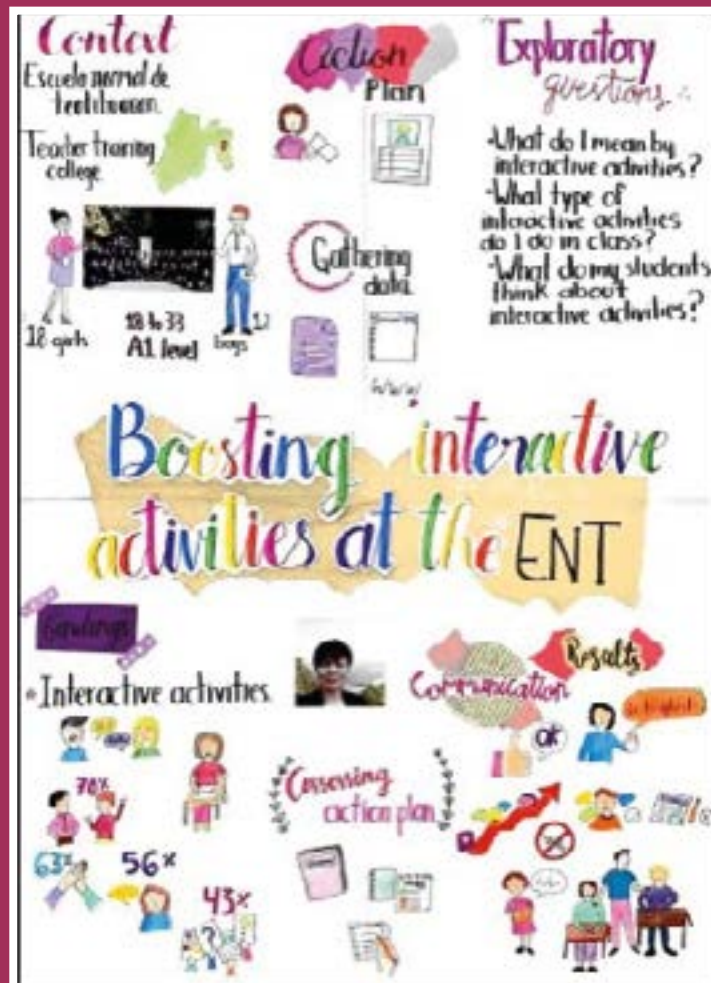 Context
Escuela normal de
teotihuacan.
Teacher training
college.
18 girls
18 to 33
A1 level
12
boys
Action
Plan
Gathering
data
Exploratory
questions
What do I mean by
interactive activities?
What type of
interactive activities
do I do in class?
What do my students
think about
interactive activities?
Boosting interactive
activities at the ENT
Interactive activities
70%
63%
56%
43%
Assessing
action plan
Results
Communication